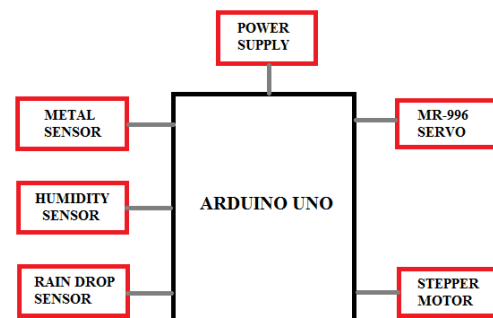 POWER
SUPPLY
METAL
SENSOR
MR-996
SERVO
HUMIDITY
SENSOR
ARDUINO UNO
RAIN DROP
SENSOR
STEPPER
MOTOR